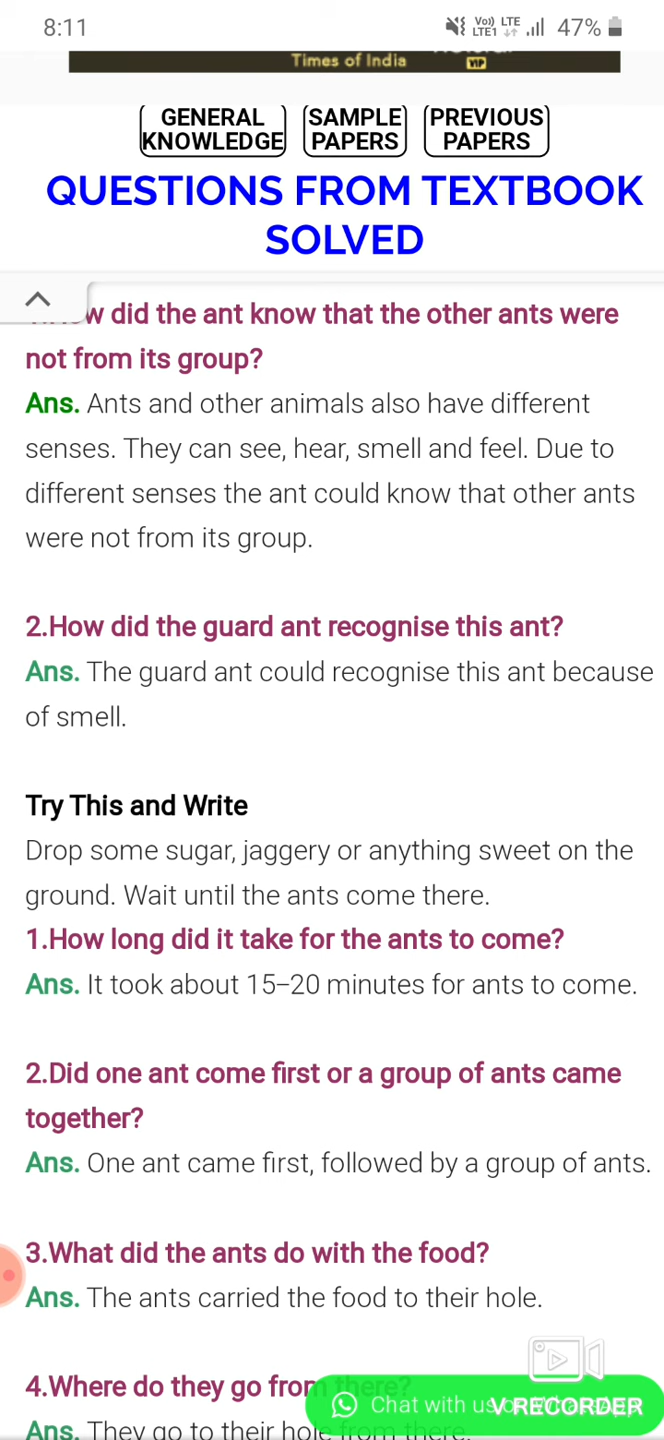 8:11 Vo)) LTE LTE1 47%
Times of India VIP
GENERAL KNOWLEDGE
SAMPLE PAPERS
PREVIOUS PAPERS
QUESTIONS FROM TEXTBOOK
SOLVED
w did the ant know that the other ants were
not from its group?
Ans. Ants and other animals also have different
senses. They can see, hear, smell and feel. Due to
different senses the ant could know that other ants
were not from its group.
2.How did the guard ant recognise this ant?
Ans. The guard ant could recognise this ant because
of smell.
Try This and Write
Drop some sugar, jaggery or anything sweet on the
ground. Wait until the ants come there.
1.How long did it take for the ants to come?
Ans. It took about 15–20 minutes for ants to come.
2.Did one ant come first or a group of ants came
together?
Ans. One ant came first, followed by a group of ants.
3.What did the ants do with the food?
Ans. The ants carried the food to their hole.
4.Where do they go from there?
Chat with us
V RECORDER
Ans. They go to their hole from there.